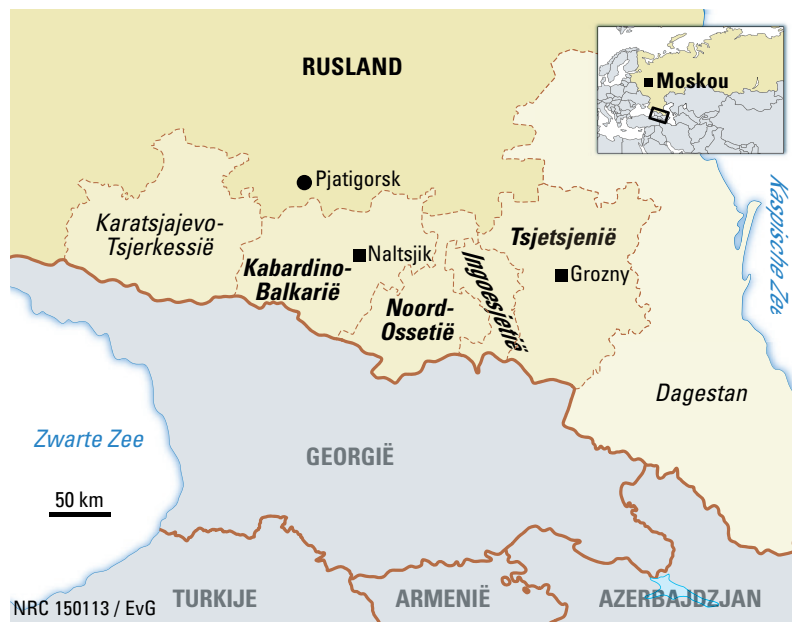 RUSLAND
Moskou
Pjatigorsk
Karatsjajevo-
Tsjerkessië
Kaspische Zee
Naltsjik
Tsjetsjenië
Kabardino-
Balkarië
Ingoesjetië
Grozny
Noord-
Ossetië
Dagestan
Zwarte Zee
GEORGIË
50 km
NRC 150113 / EvG
TURKIJE
ARMENIË
AZERBAJDZJAN